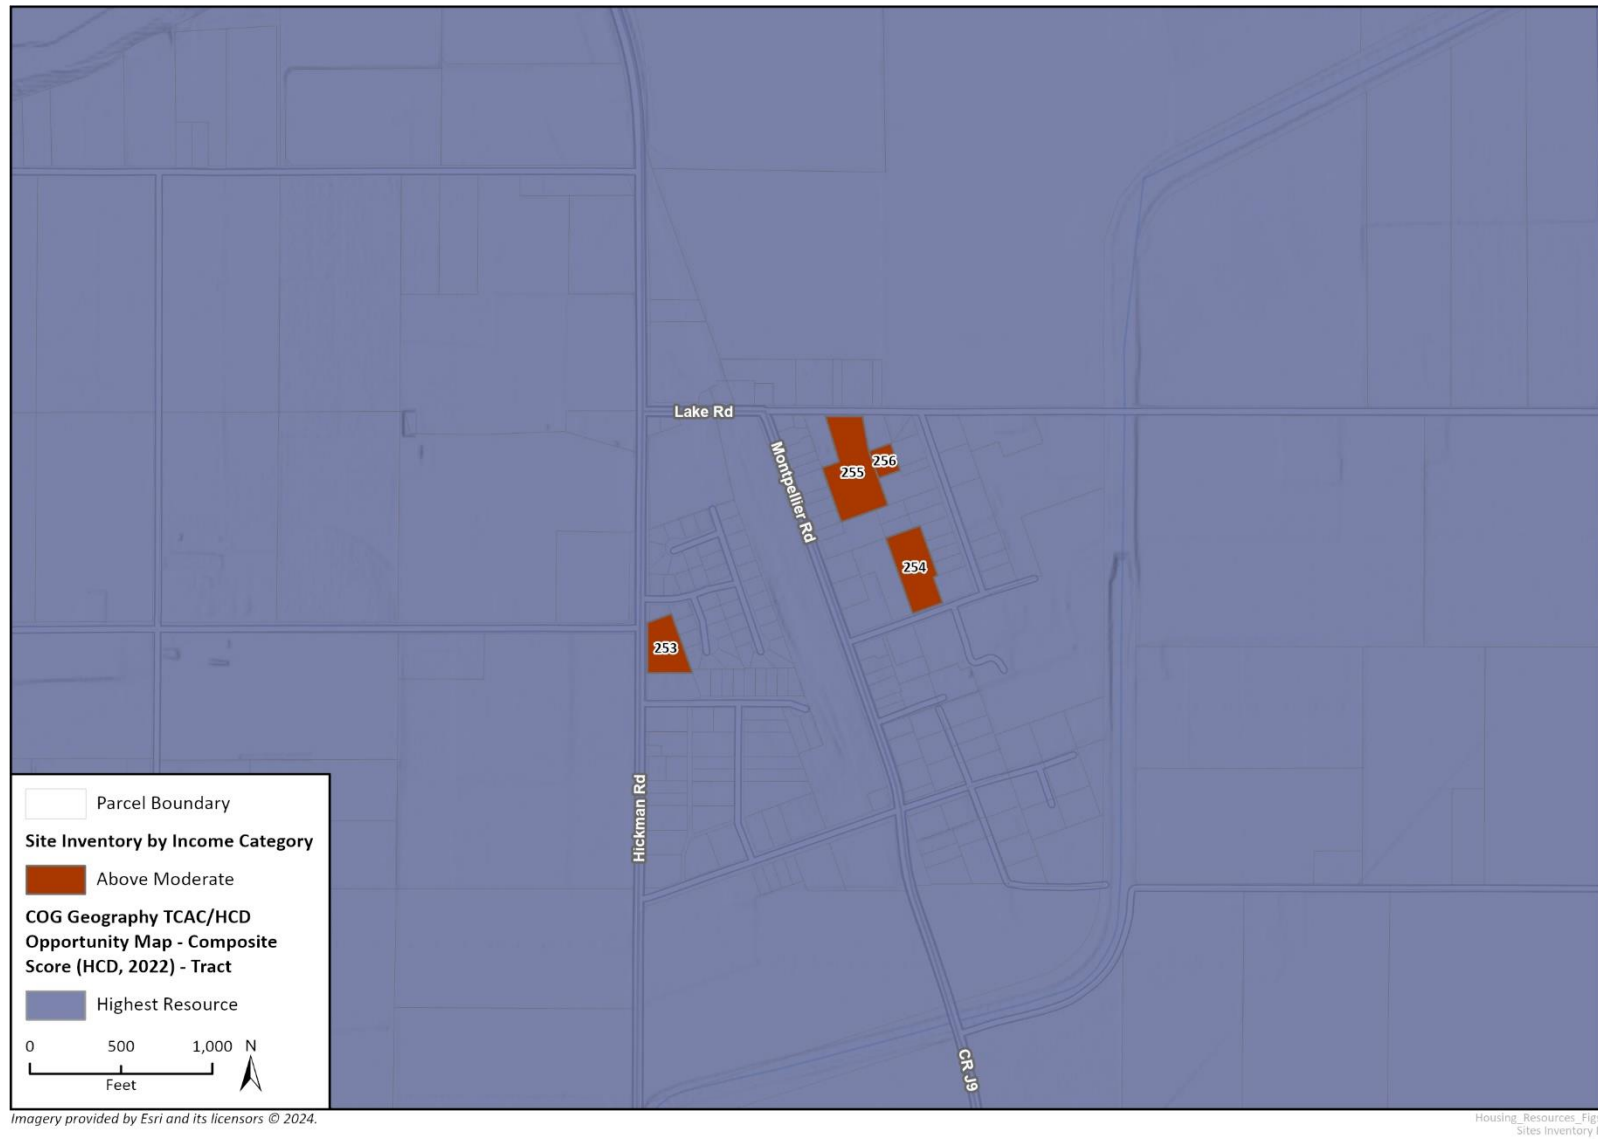 Lake Rd
Montpellier Rd
255
256
254
253
Hickman Rd
CR J9
Parcel Boundary
Site Inventory by Income Category
Above Moderate
COG Geography TCAC/HCD
Opportunity Map - Composite
Score (HCD, 2022) - Tract
Highest Resource
0 500 1,000 N
Feet
Imagery provided by Esri and its licensors © 2024.
Housing_Resources_Fig
Sites Inventory